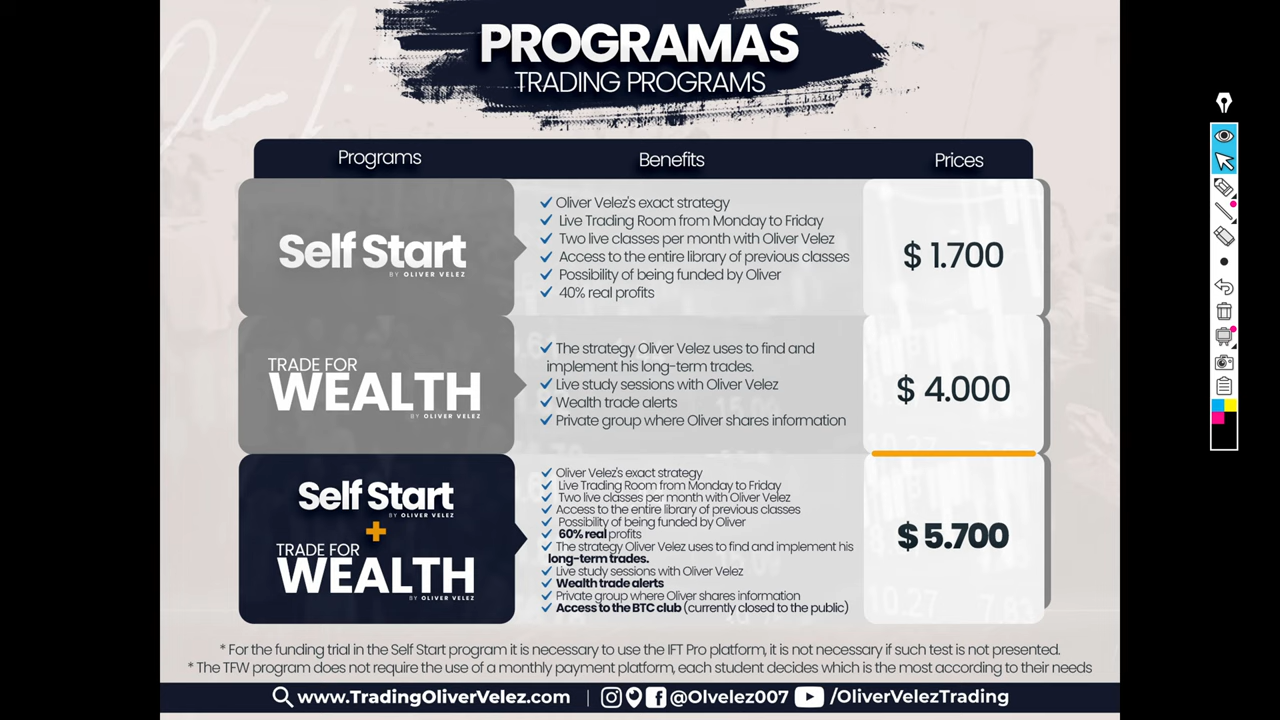 PROGRAMAS
TRADING PROGRAMS
Programs
Benefits
Prices
Self Start
BY OLIVER VELEZ
✓ Oliver Velez's exact strategy
✓ Live Trading Room from Monday to Friday
✓ Two live classes per month with Oliver Velez
✓ Access to the entire library of previous classes
✓ Possibility of being funded by Oliver
✓ 40% real profits
$ 1.700
TRADE FOR
WEALTH
BY OLIVER VELEZ
✓ The strategy Oliver Velez uses to find and
implement his long-term trades.
✓ Live study sessions with Oliver Velez
✓ Wealth trade alerts
✓ Private group where Oliver shares information
$ 4.000
Self Start
BY OLIVER VELEZ
+
TRADE FOR
WEALTH
BY OLIVER VELEZ
✓ Oliver Velez's exact strategy
✓ Live Trading Room from Monday to Friday
✓ Two live classes per month with Oliver Velez
✓ Access to the entire library of previous classes
✓ Possibility of being funded by Oliver
✓ 60% real profits
✓ The strategy Oliver Velez uses to find and implement his
long-term trades.
✓ Live study sessions with Oliver Velez
✓ Wealth trade alerts
✓ Private group where Oliver shares information
✓ Access to the BTC club (currently closed to the public)
$ 5.700
* For the funding trial in the Self Start program it is necessary to use the IFT Pro platform, it is not necessary if such test is not presented.
* The TFW program does not require the use of a monthly payment platform, each student decides which is the most according to their needs
www.TradingOliverVelez.com | @Olvelez007 /OliverVelezTrading